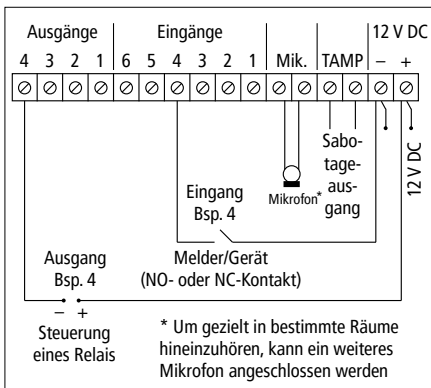 Ausgänge Eingänge 12 V DC
4 3 2 1 6 5 4 3 2 1 Mik. TAMP – +
Sabo-
tage-
aus-
gang
12 V DC
Mikrofon*
Eingang
Bsp. 4
Ausgang
Bsp. 4
Melder/Gerät
(NO- oder NC-Kontakt)
– +
Steuerung
eines Relais
* Um gezielt in bestimmte Räume
hineinzuhören, kann ein weiteres
Mikrofon angeschlossen werden